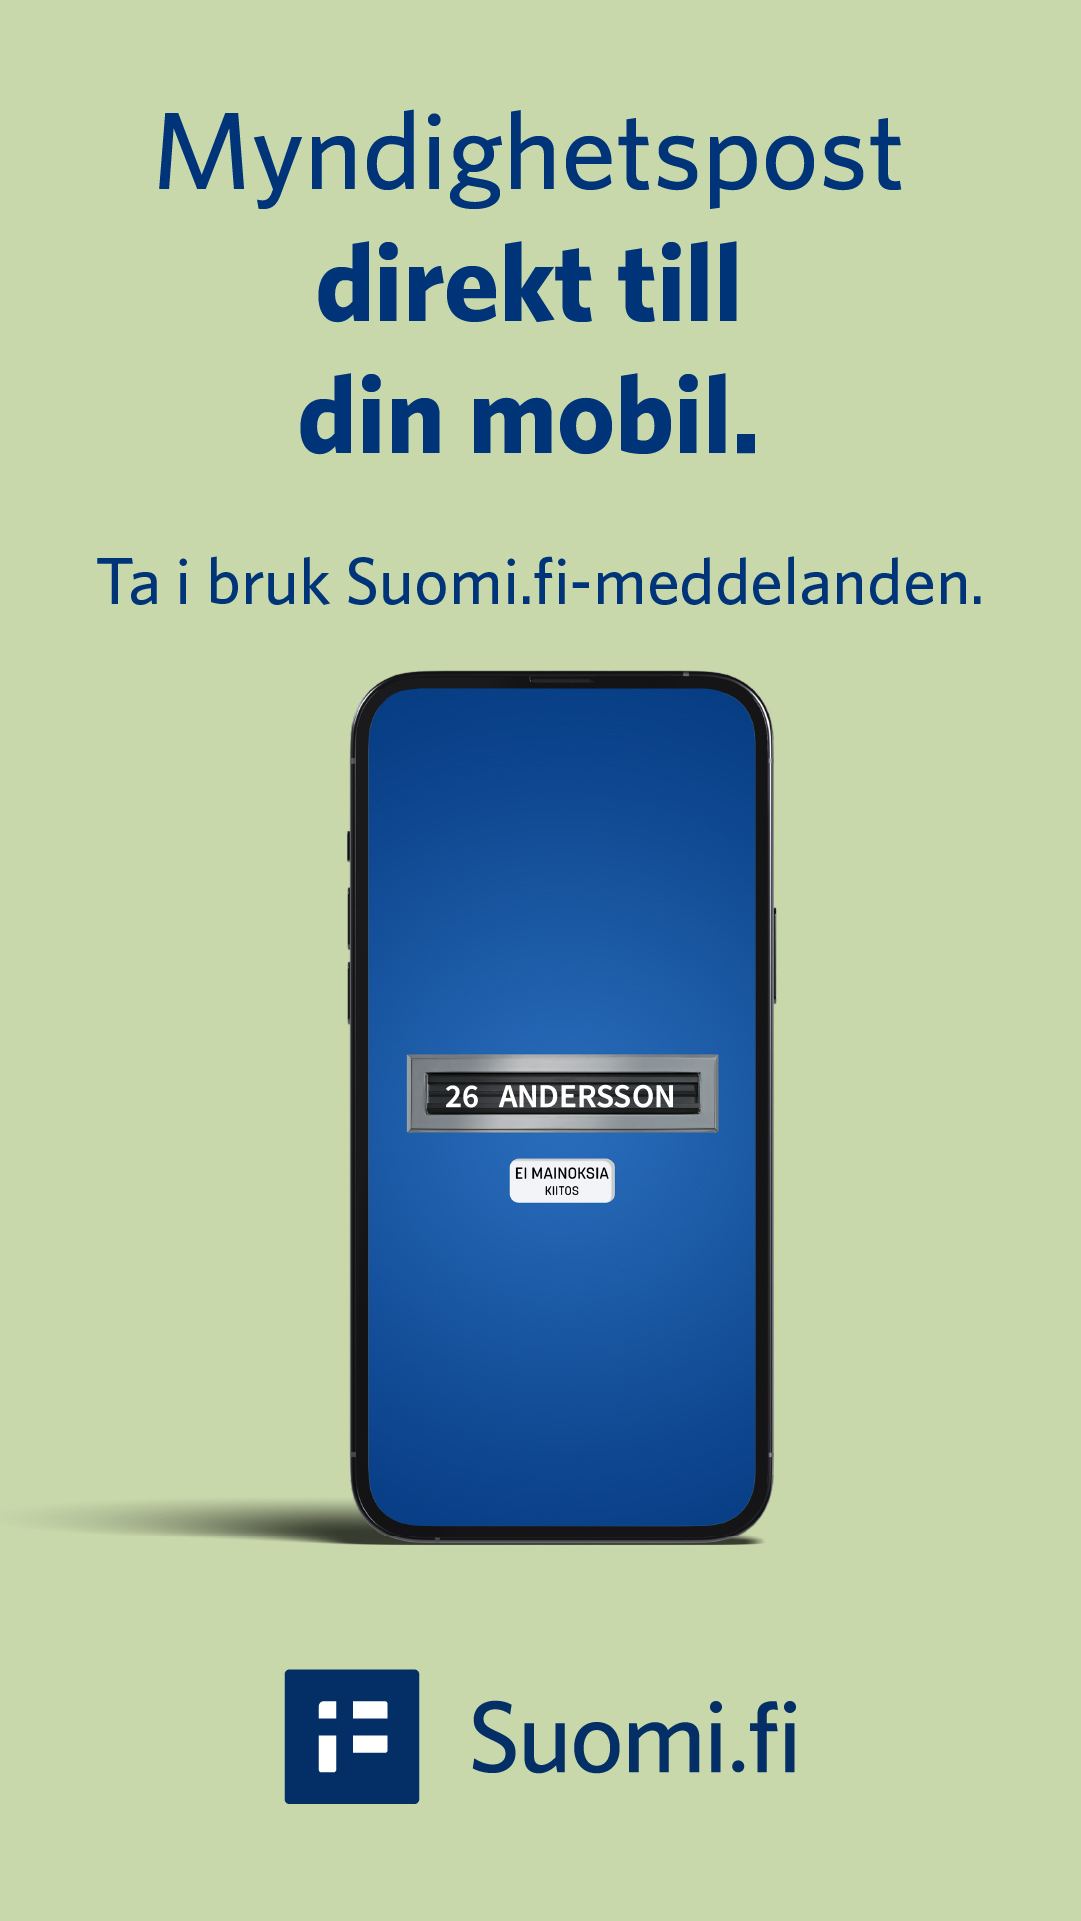 Myndighetspost
direkt till
din mobil.
Ta i bruk Suomi.fi-meddelanden.
26 ANDERSSON
EI MAINOKSIA
KIITOS
Suomi.fi